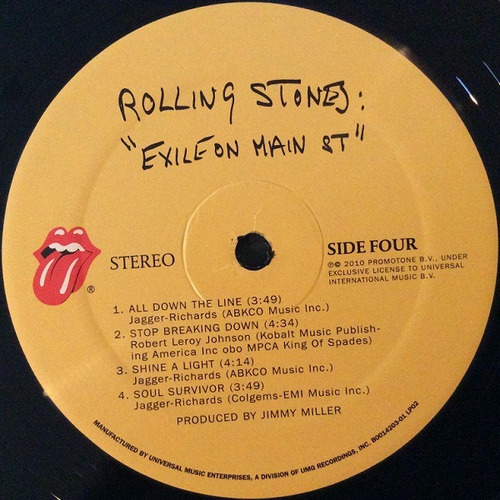 ROLLING STONES:
"EXILE ON MAIN ST"
STEREO
®
SIDE FOUR
℗© 2010 PROMOTONE B.V., UNDER
EXCLUSIVE LICENSE TO UNIVERSAL
INTERNATIONAL MUSIC B.V.
1. ALL DOWN THE LINE (3:49)
Jagger-Richards (ABKCO Music Inc.)
2. STOP BREAKING DOWN (4:34)
Robert Leroy Johnson (Kobalt Music Publish-
ing America Inc obo MPCA King Of Spades)
3. SHINE A LIGHT (4:14)
Jagger-Richards (ABKCO Music Inc.)
4. SOUL SURVIVOR (3:49)
Jagger-Richards (Colgems-EMI Music Inc.)
PRODUCED BY JIMMY MILLER
MANUFACTURED BY UNIVERSAL MUSIC ENTERPRISES, A DIVISION OF UMG RECORDINGS, INC. B0014203-01 LP02